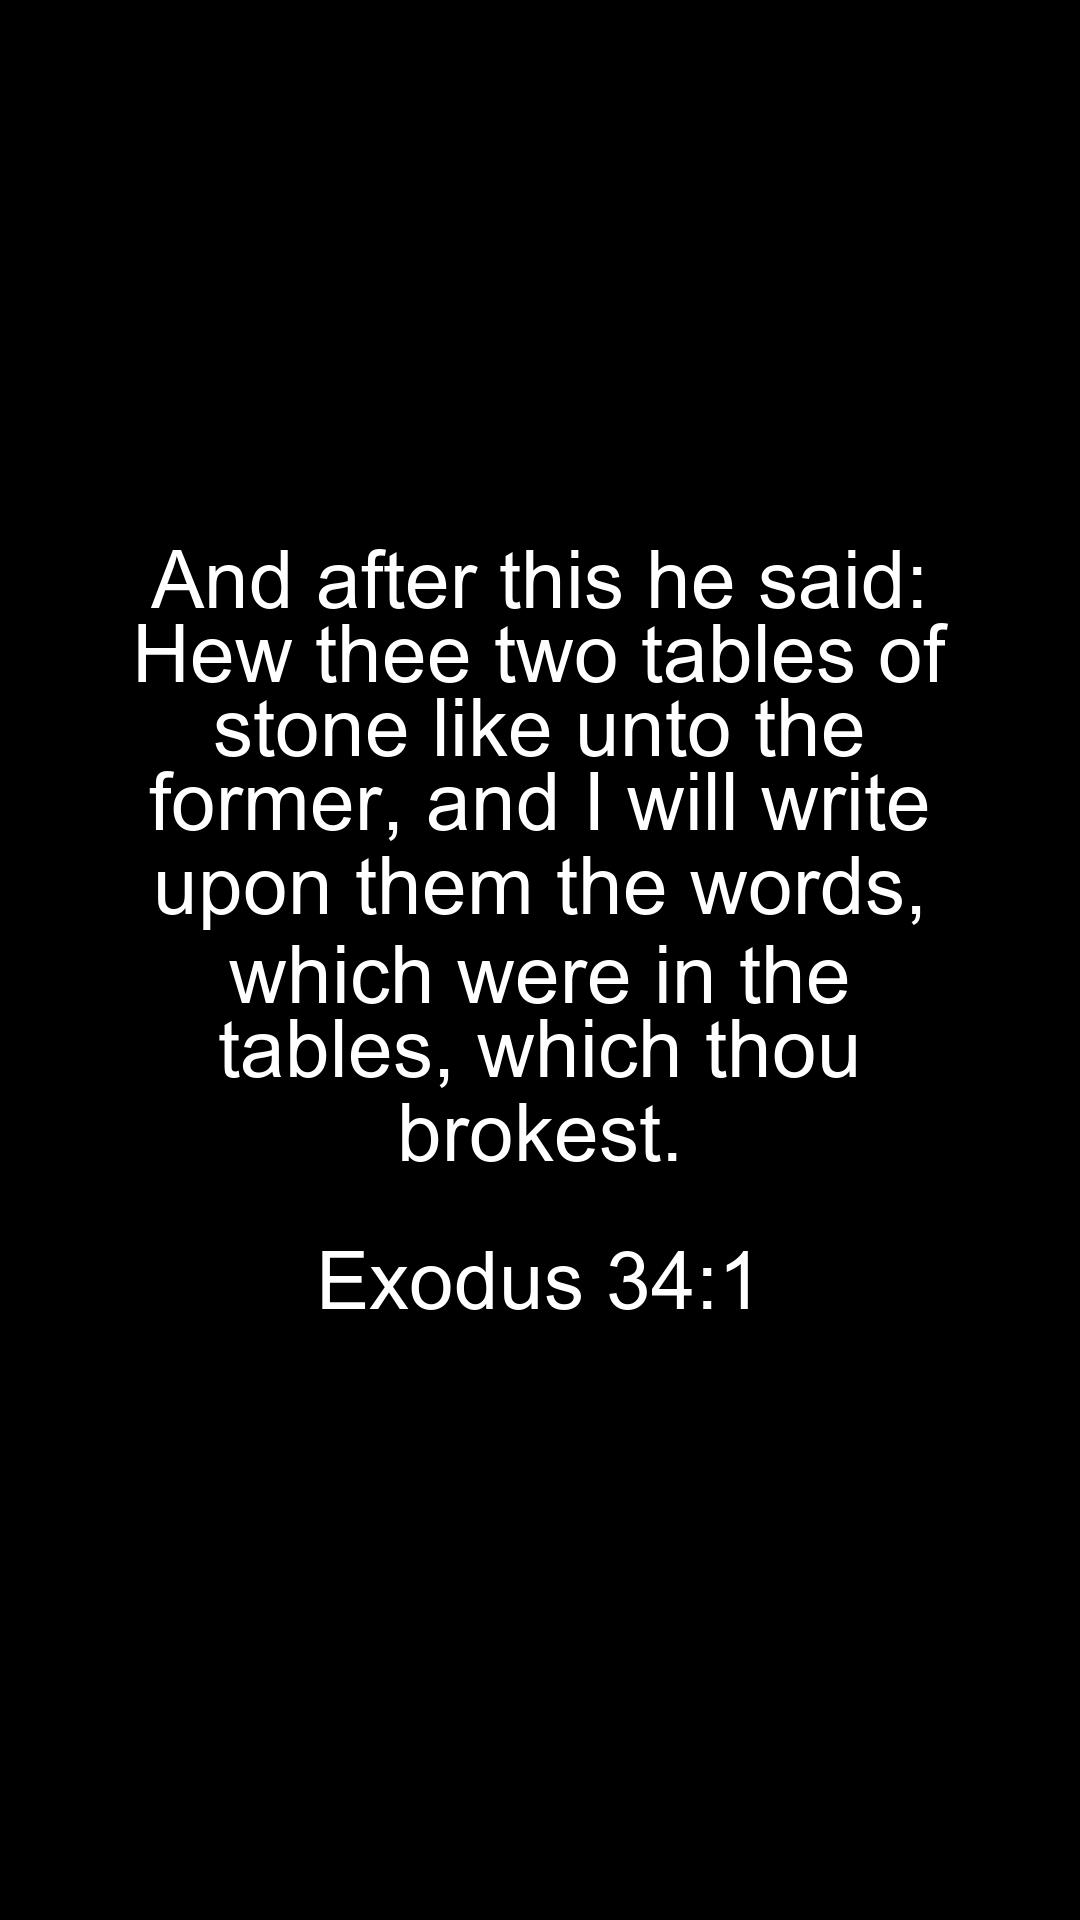 And after this he said:
Hew thee two tables of
stone like unto the
former, and I will write
upon them the words,
which were in the
tables, which thou
brokest.
Exodus 34:1